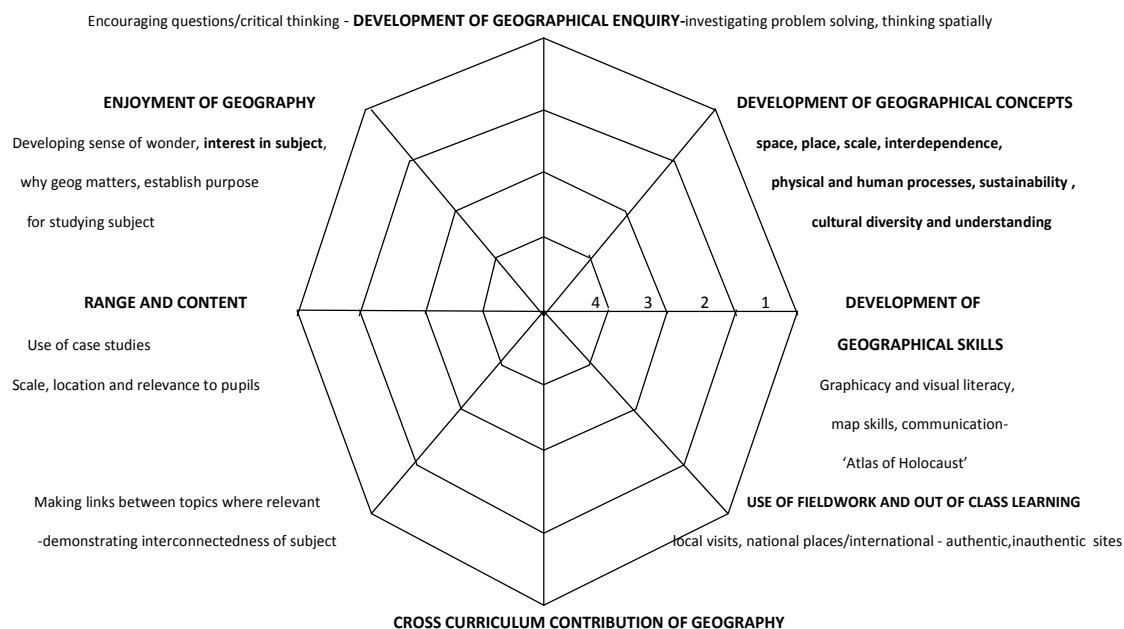 Encouraging questions/critical thinking - DEVELOPMENT OF GEOGRAPHICAL ENQUIRY-investigating problem solving, thinking spatially
ENJOYMENT OF GEOGRAPHY
Developing sense of wonder, interest in subject,
why geog matters, establish purpose
for studying subject
DEVELOPMENT OF GEOGRAPHICAL CONCEPTS
space, place, scale, interdependence,
physical and human processes, sustainability ,
cultural diversity and understanding
RANGE AND CONTENT
Use of case studies
Scale, location and relevance to pupils
4 3 2 1
DEVELOPMENT OF
GEOGRAPHICAL SKILLS
Graphicacy and visual literacy,
map skills, communication-
‘Atlas of Holocaust’
Making links between topics where relevant
-demonstrating interconnectedness of subject
USE OF FIELDWORK AND OUT OF CLASS LEARNING
local visits, national places/international - authentic,inauthentic sites
CROSS CURRICULUM CONTRIBUTION OF GEOGRAPHY